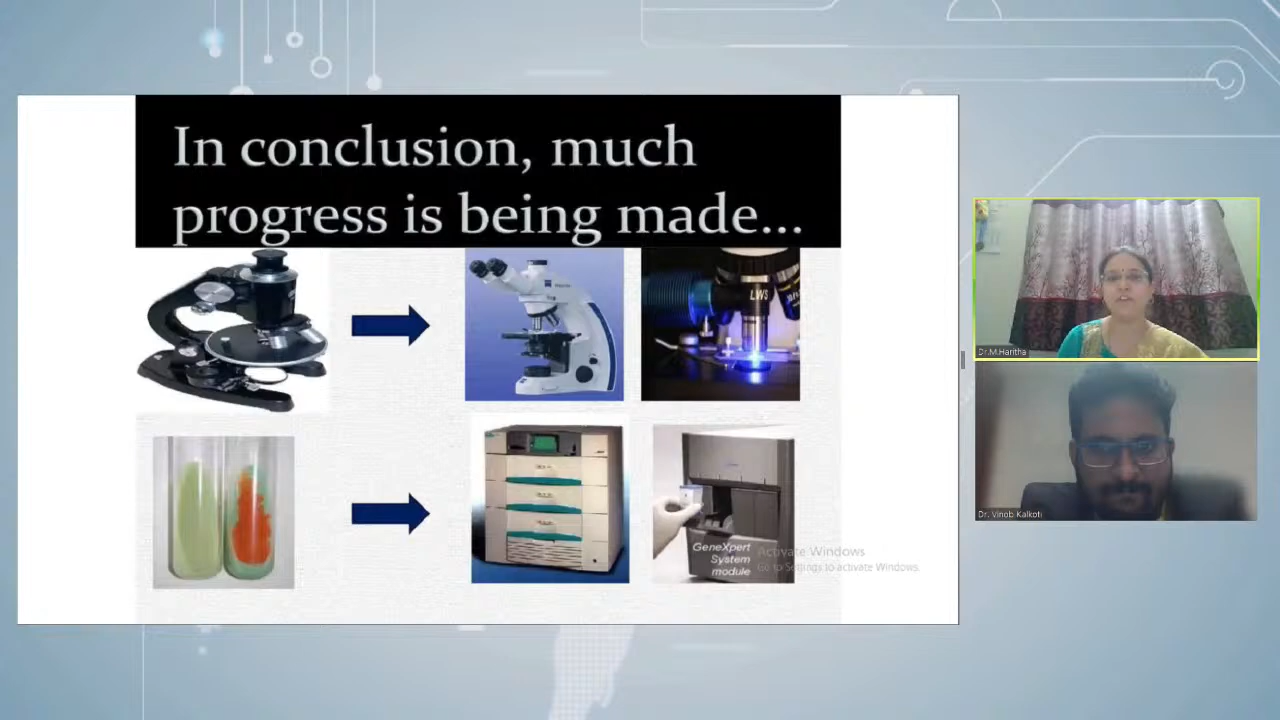 In conclusion, much
progress is being made...
LWS
GeneXpert
System
module
Activate Windows
Go to Settings to activate Windows.
Dr.M.Haritha
Dr. Vinob Kalkoti